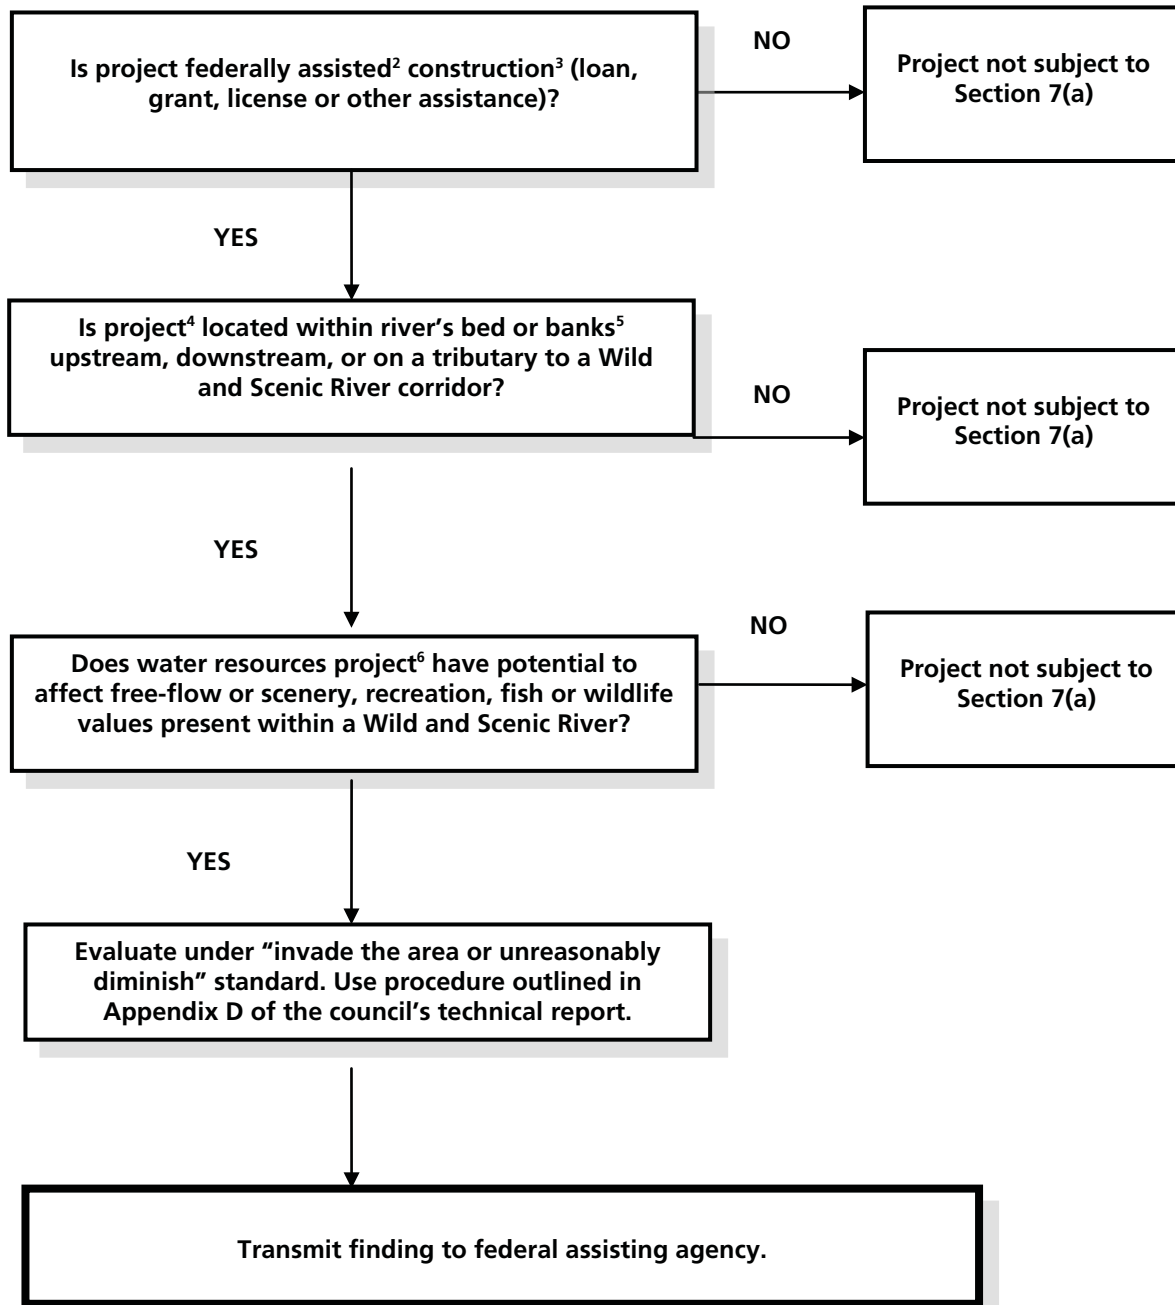 Is project federally assisted² construction³ (loan,
grant, license or other assistance)?
NO
Project not subject to
Section 7(a)
YES
Is project⁴ located within river’s bed or banks⁵
upstream, downstream, or on a tributary to a Wild
and Scenic River corridor?
NO
Project not subject to
Section 7(a)
YES
Does water resources project⁶ have potential to
affect free-flow or scenery, recreation, fish or wildlife
values present within a Wild and Scenic River?
NO
Project not subject to
Section 7(a)
YES
Evaluate under “invade the area or unreasonably
diminish” standard. Use procedure outlined in
Appendix D of the council’s technical report.
Transmit finding to federal assisting agency.